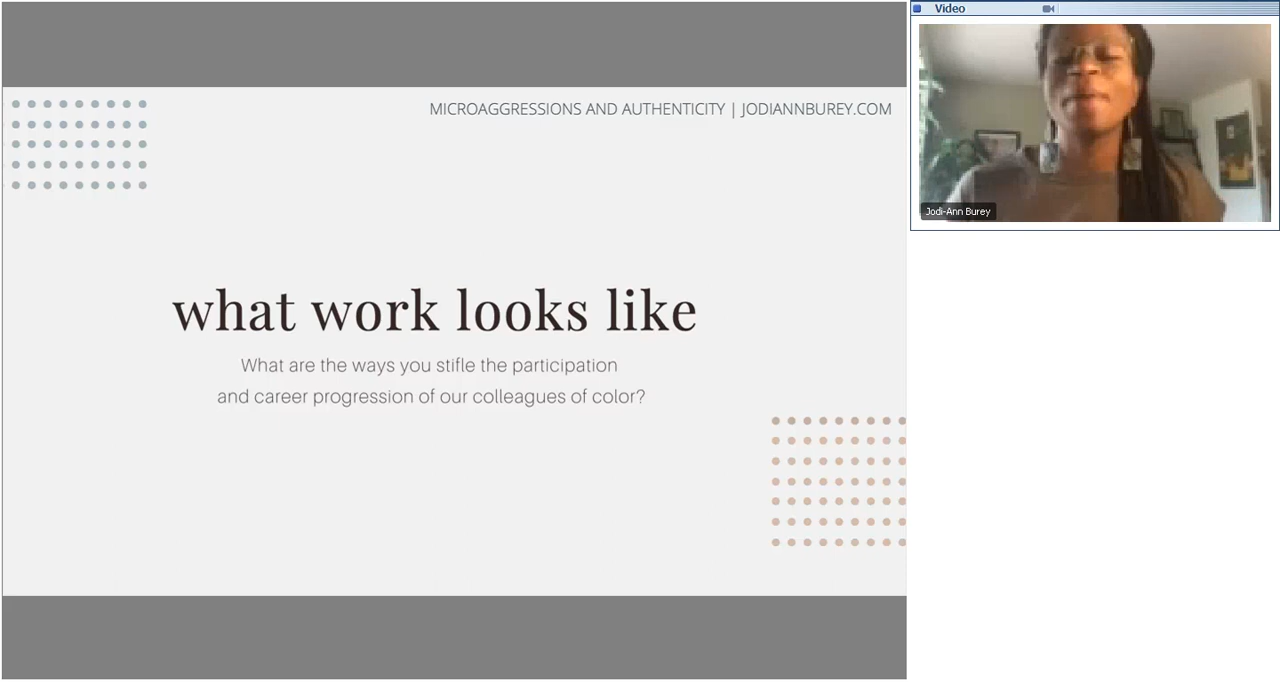 MICROAGGRESSIONS AND AUTHENTICITY | JODIANNBUREY.COM
what work looks like
What are the ways you stifle the participation
and career progression of our colleagues of color?
Video
Jodi-Ann Burey